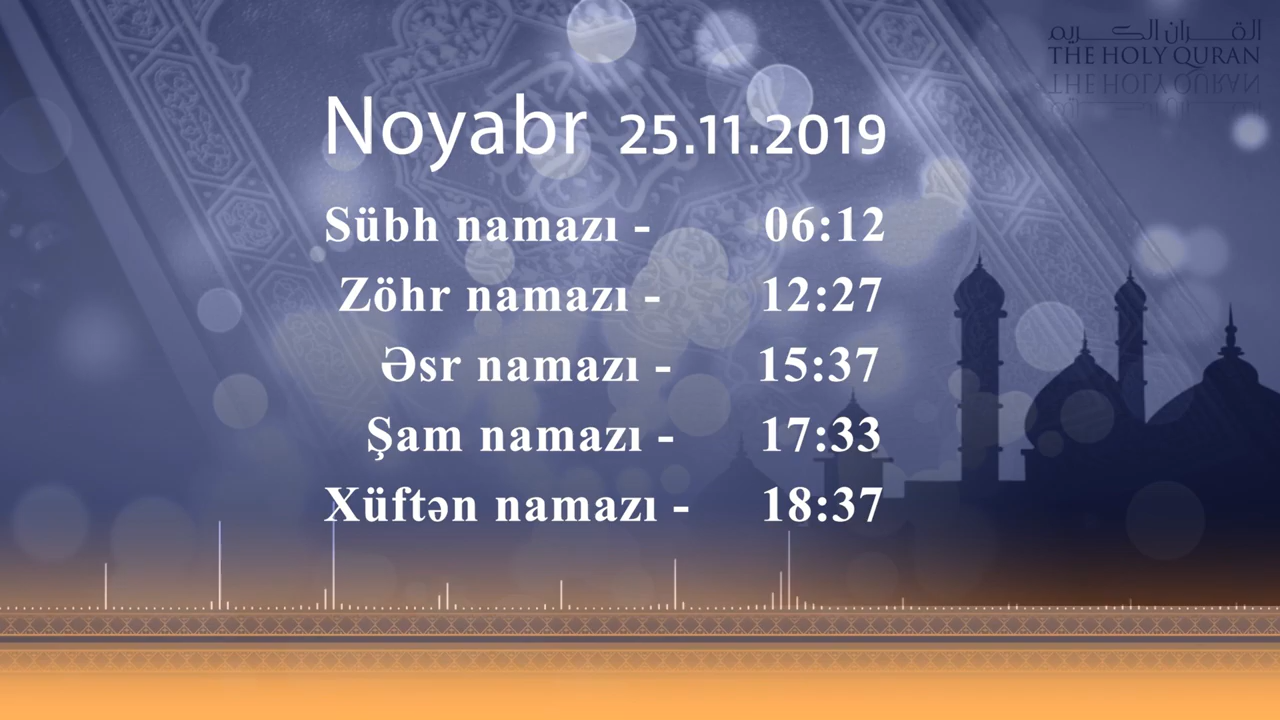 القرآن الكريم
THE HOLY QURAN
Noyabr 25.11.2019
Sübh namazı - 06:12
Zöhr namazı - 12:27
Əsr namazı - 15:37
Şam namazı - 17:33
Xüftən namazı - 18:37